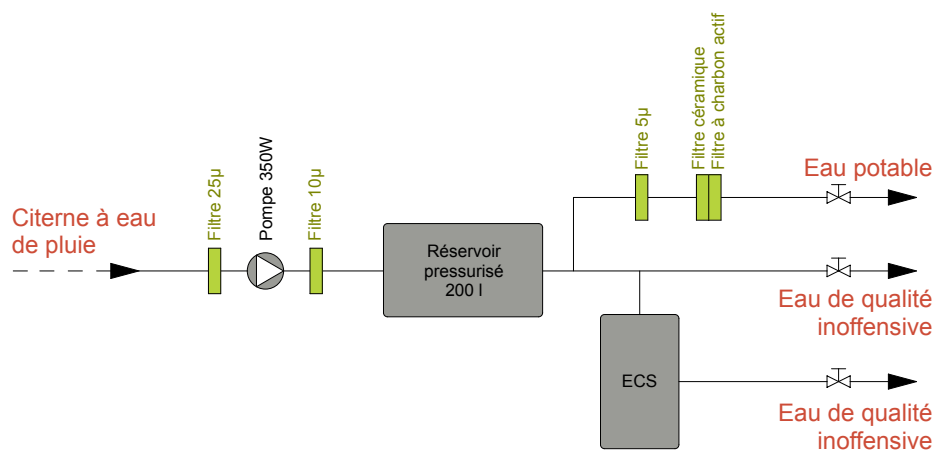 Citerne à eau
de pluie
Filtre 25µ
Pompe 350W
Filtre 10µ
Réservoir
pressurisé
200 l
Filtre 5µ
Filtre céramique
Filtre à charbon actif
Eau potable
Eau de qualité
inoffensive
ECS
Eau de qualité
inoffensive